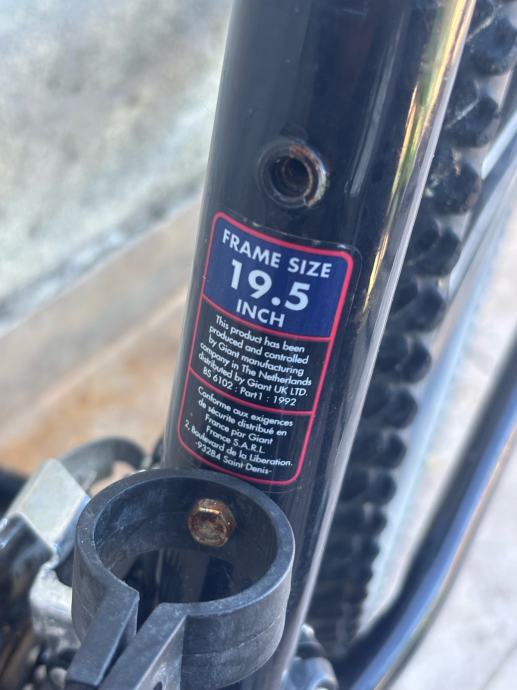 FRAME SIZE
19.5
INCH
This product has been
produced and controlled
by Giant manufacturing
company in The Netherlands
distributed by Giant UK LTD.
BS 6102 : Part1 : 1992
Conforme aux exigences
de sécurite distribué en
France par Giant
France S.A.R.L.
2, Boulevard de la Liberation.
-93284 Saint Denis-